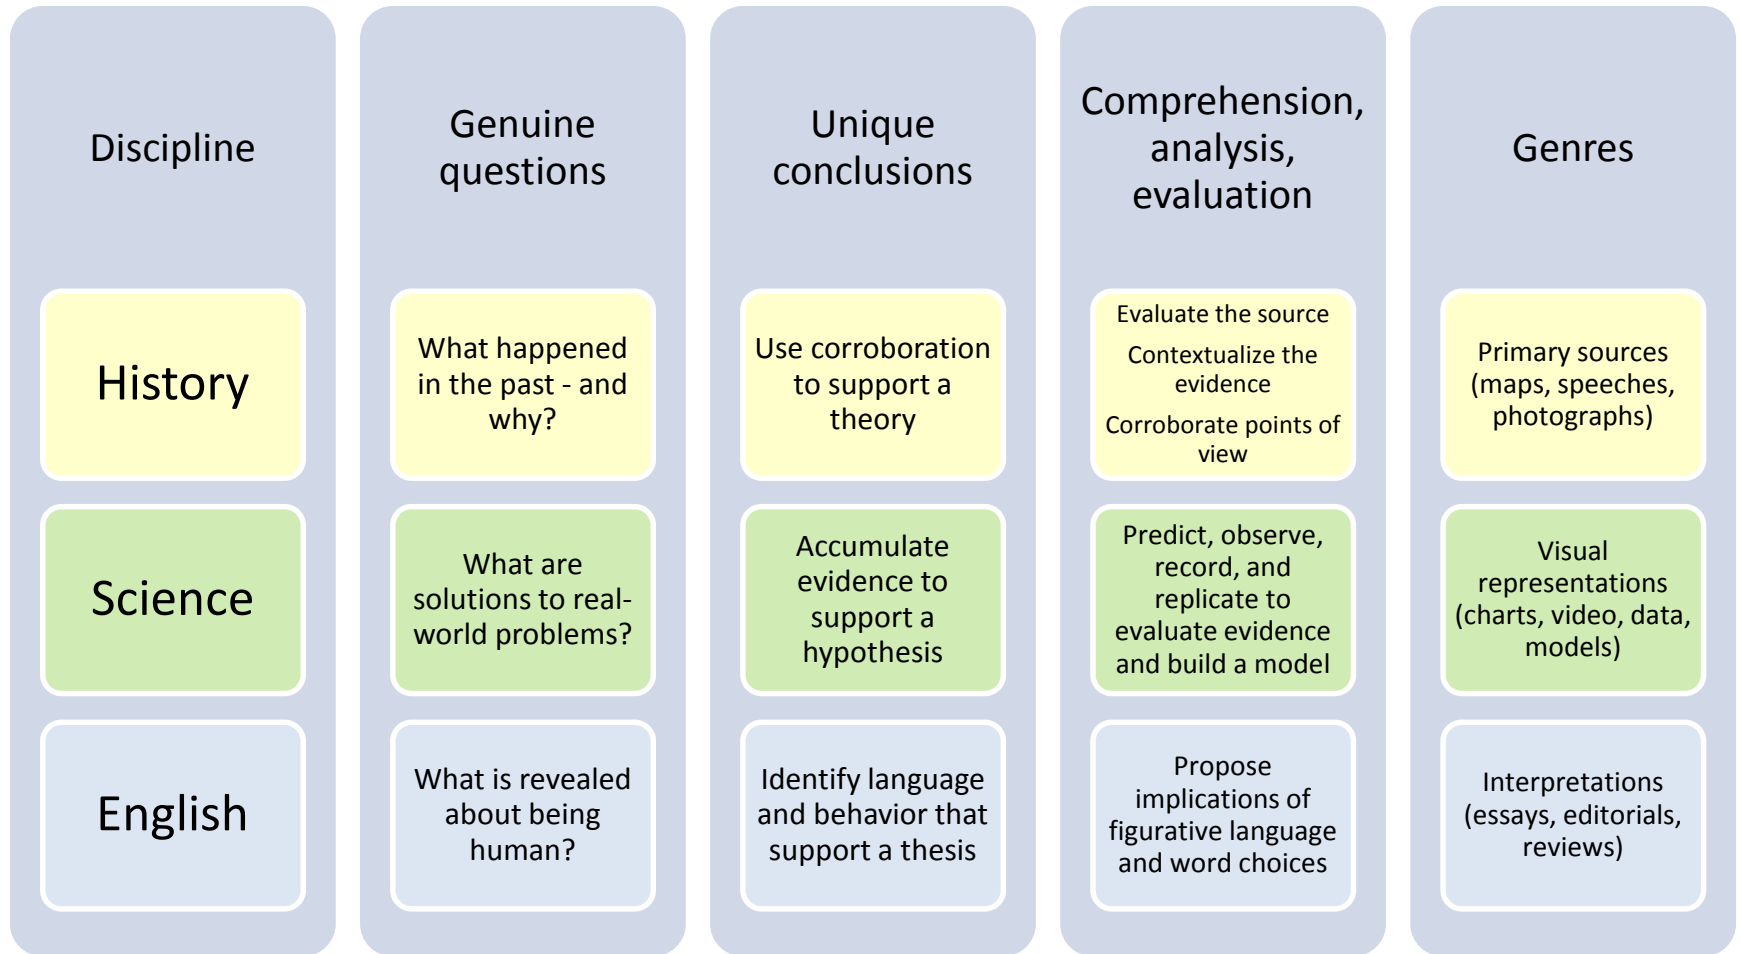 Discipline
Genuine
questions
Unique
conclusions
Comprehension,
analysis,
evaluation
Genres
History
What happened
in the past - and
why?
Use corroboration
to support a
theory
Evaluate the source
Contextualize the
evidence
Corroborate points of
view
Primary sources
(maps, speeches,
photographs)
Science
What are
solutions to real-
world problems?
Accumulate
evidence to
support a
hypothesis
Predict, observe,
record, and
replicate to
evaluate evidence
and build a model
Visual
representations
(charts, video, data,
models)
English
What is revealed
about being
human?
Identify language
and behavior that
support a thesis
Propose
implications of
figurative language
and word choices
Interpretations
(essays, editorials,
reviews)